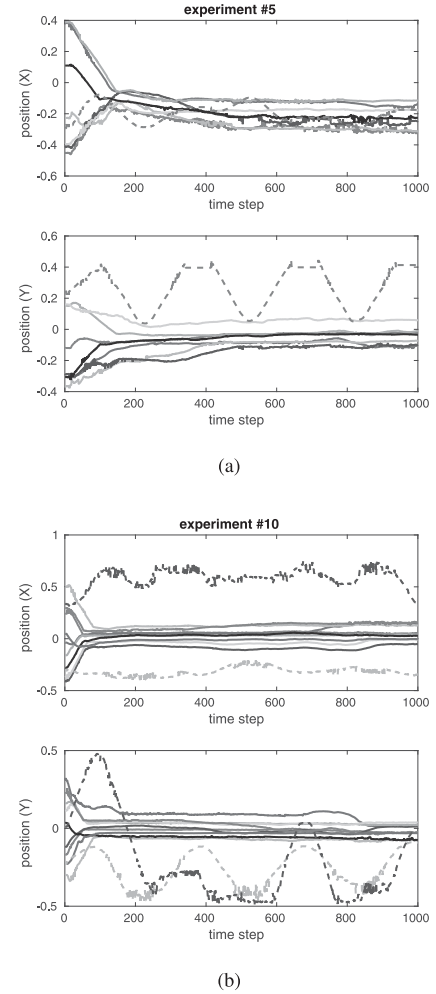 experiment #5
0.4
0.2
0
-0.2
-0.4
-0.6
position (X)
0 200 400 600 800 1000
time step
0.6
0.4
0.2
0
-0.2
-0.4
position (Y)
0 200 400 600 800 1000
time step
(a)
experiment #10
1
0.5
0
-0.5
position (X)
0 200 400 600 800 1000
time step
0.5
0
-0.5
position (Y)
0 200 400 600 800 1000
time step
(b)